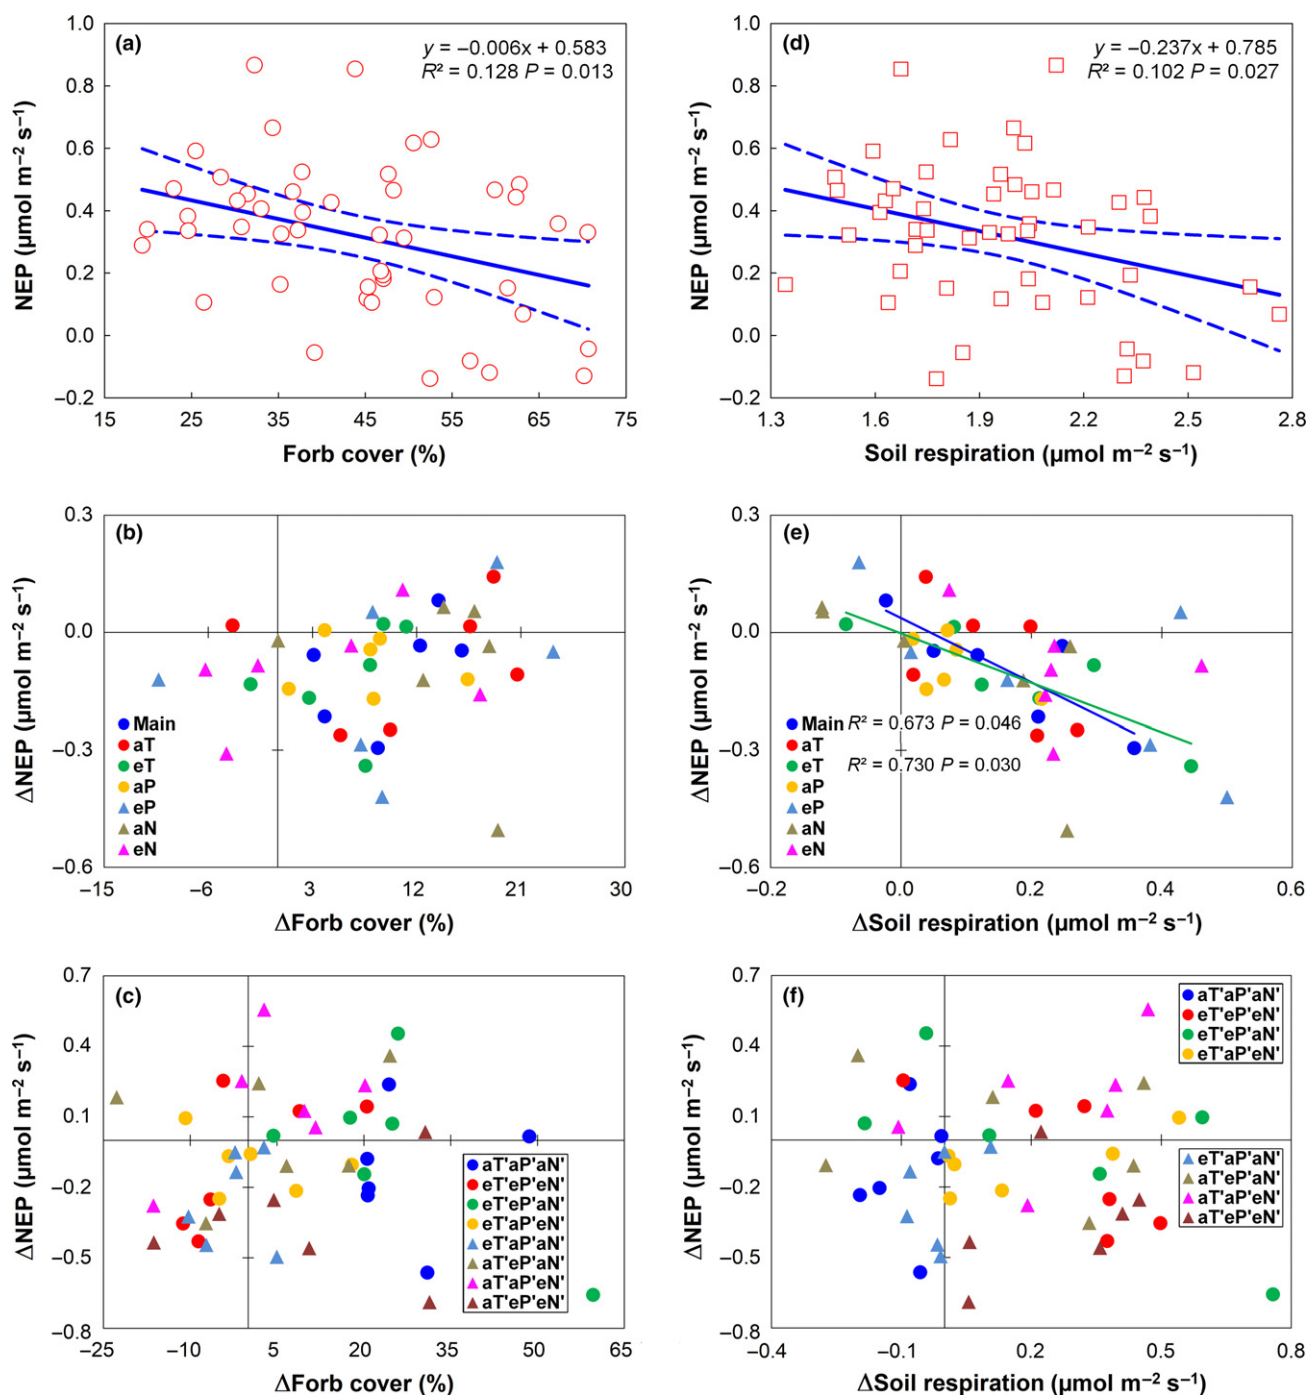 (a)
y = −0.006x + 0.583
R² = 0.128 P = 0.013
1.0
0.8
0.6
0.4
0.2
0.0
−0.2
NEP (μmol m⁻² s⁻¹)
15 25 35 45 55 65 75
Forb cover (%)
(d)
y = −0.237x + 0.785
R² = 0.102 P = 0.027
1.0
0.8
0.6
0.4
0.2
0.0
−0.2
NEP (μmol m⁻² s⁻¹)
1.3 1.6 1.9 2.2 2.5 2.8
Soil respiration (μmol m⁻² s⁻¹)
(b)
0.3
0.0
−0.3
−0.6
ΔNEP (μmol m⁻² s⁻¹)
Main
aT
eT
aP
eP
aN
eN
−15 −6 3 12 21 30
ΔForb cover (%)
(e)
0.3
0.0
−0.3
−0.6
ΔNEP (μmol m⁻² s⁻¹)
Main R² = 0.673 P = 0.046
aT
eT R² = 0.730 P = 0.030
aP
eP
aN
eN
−0.2 0.0 0.2 0.4 0.6
ΔSoil respiration (μmol m⁻² s⁻¹)
(c)
0.7
0.4
0.1
−0.2
−0.5
−0.8
ΔNEP (μmol m⁻² s⁻¹)
aT'aP'aN'
eT'eP'eN'
eT'eP'aN'
eT'aP'eN'
eT'aP'aN'
aT'eP'aN'
aT'aP'eN'
aT'eP'eN'
−25 −10 5 20 35 50 65
ΔForb cover (%)
(f)
0.7
0.4
0.1
−0.2
−0.5
−0.8
ΔNEP (μmol m⁻² s⁻¹)
aT'aP'aN'
eT'eP'eN'
eT'eP'aN'
eT'aP'eN'
eT'aP'aN'
aT'eP'aN'
aT'aP'eN'
aT'eP'eN'
−0.4 −0.1 0.2 0.5 0.8
ΔSoil respiration (μmol m⁻² s⁻¹)